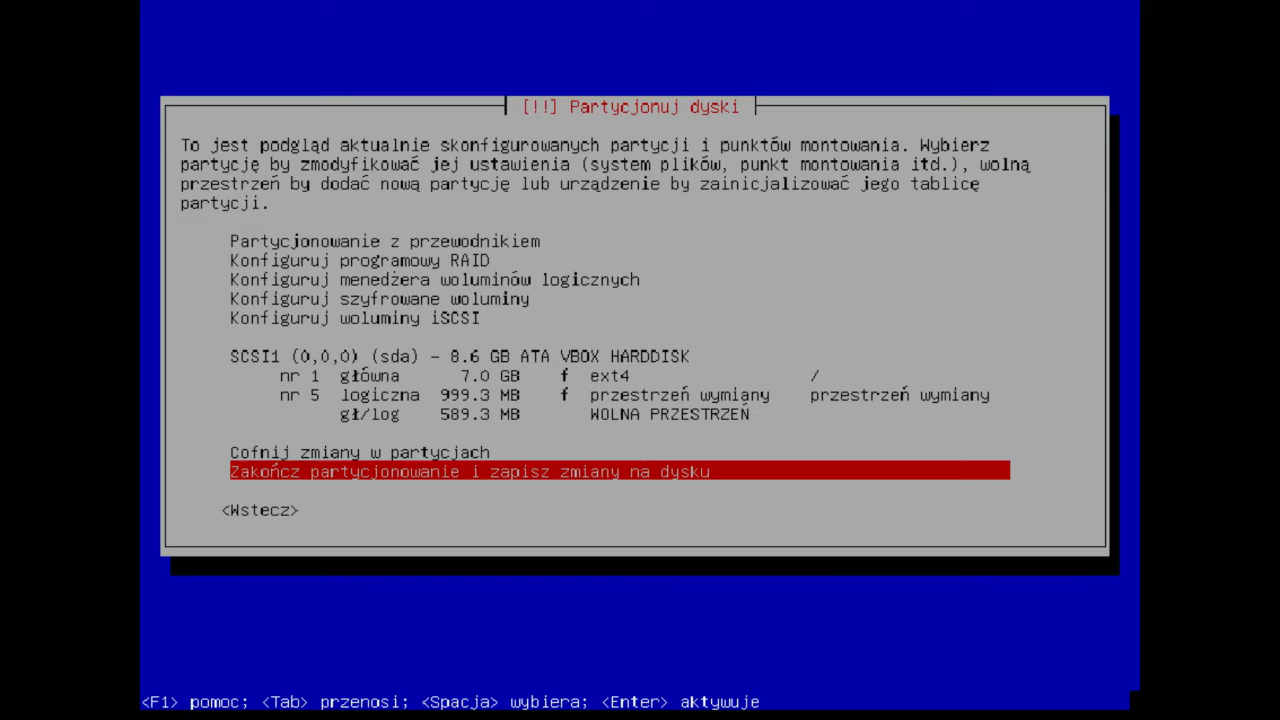 [!!] Partycjonuj dyski
To jest podgląd aktualnie skonfigurowanych partycji i punktów montowania. Wybierz
partycję by zmodyfikować jej ustawienia (system plików, punkt montowania itd.), wolną
przestrzeń by dodać nową partycję lub urządzenie by zainicjalizować jego tablicę
partycji.
Partycjonowanie z przewodnikiem
Konfiguruj programowy RAID
Konfiguruj menedżera woluminów logicznych
Konfiguruj szyfrowane woluminy
Konfiguruj woluminy iSCSI
SCSI1 (0,0,0) (sda) - 8.6 GB ATA VBOX HARDDISK
nr 1 główna 7.0 GB f ext4 /
nr 5 logiczna 999.3 MB f przestrzeń wymiany przestrzeń wymiany
gł/log 589.3 MB WOLNA PRZESTRZEŃ
Cofnij zmiany w partycjach
Zakończ partycjonowanie i zapisz zmiany na dysku
<Wstecz>
<F1> pomoc; <Tab> przenosi; <Spacja> wybiera; <Enter> aktywuje